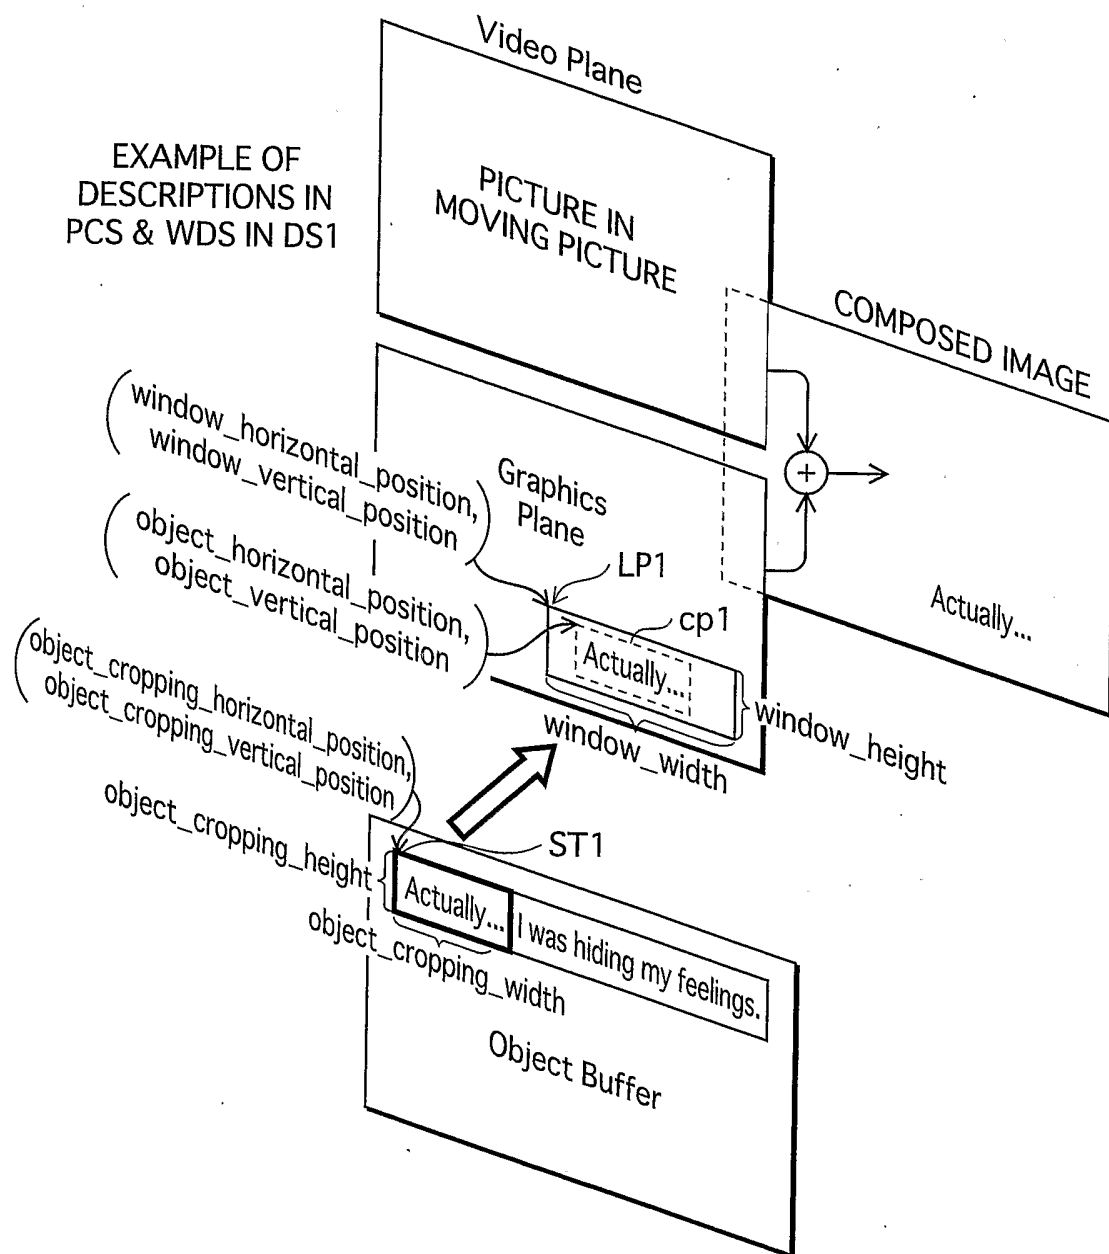 Video Plane
EXAMPLE OF
DESCRIPTIONS IN
PCS & WDS IN DS1
PICTURE IN
MOVING PICTURE
COMPOSED IMAGE
(window_horizontal_position,
window_vertical_position)
Graphics
Plane
(object_horizontal_position,
object_vertical_position)
LP1
cp1
Actually...
Actually...
(object_cropping_horizontal_position,
object_cropping_vertical_position)
window_width
window_height
object_cropping_height
ST1
Actually... I was hiding my feelings.
object_cropping_width
Object Buffer